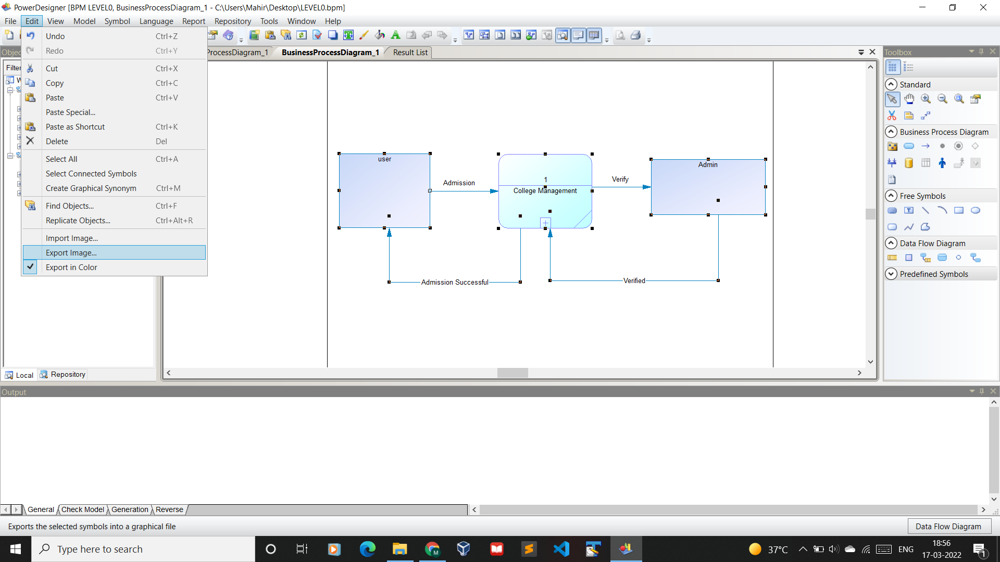 PowerDesigner [BPM LEVEL0, BusinessProcessDiagram_1 - C:\Users\Mahir\Desktop\LEVEL0.bpm]
File Edit View Model Symbol Language Report Repository Tools Window Help
Undo Ctrl+Z
Redo Ctrl+Y
Cut Ctrl+X
Copy Ctrl+C
Paste Ctrl+V
Paste Special...
Paste as Shortcut Ctrl+K
Delete Del
Select All Ctrl+A
Select Connected Symbols
Create Graphical Synonym Ctrl+M
Find Objects... Ctrl+F
Replicate Objects... Ctrl+Alt+R
Import Image...
Export Image...
Export in Color
Objec
Filter
W
Local Repository
ProcessDiagram_1 BusinessProcessDiagram_1 Result List
user
Admission
1
College Management
Verify
Admin
Admission Successful
Verified
Toolbox
Standard
Business Process Diagram
Free Symbols
Data Flow Diagram
Predefined Symbols
Output
General Check Model Generation Reverse
Exports the selected symbols into a graphical file
Data Flow Diagram
Type here to search
M
37°C
ENG
18:56
17-03-2022
1